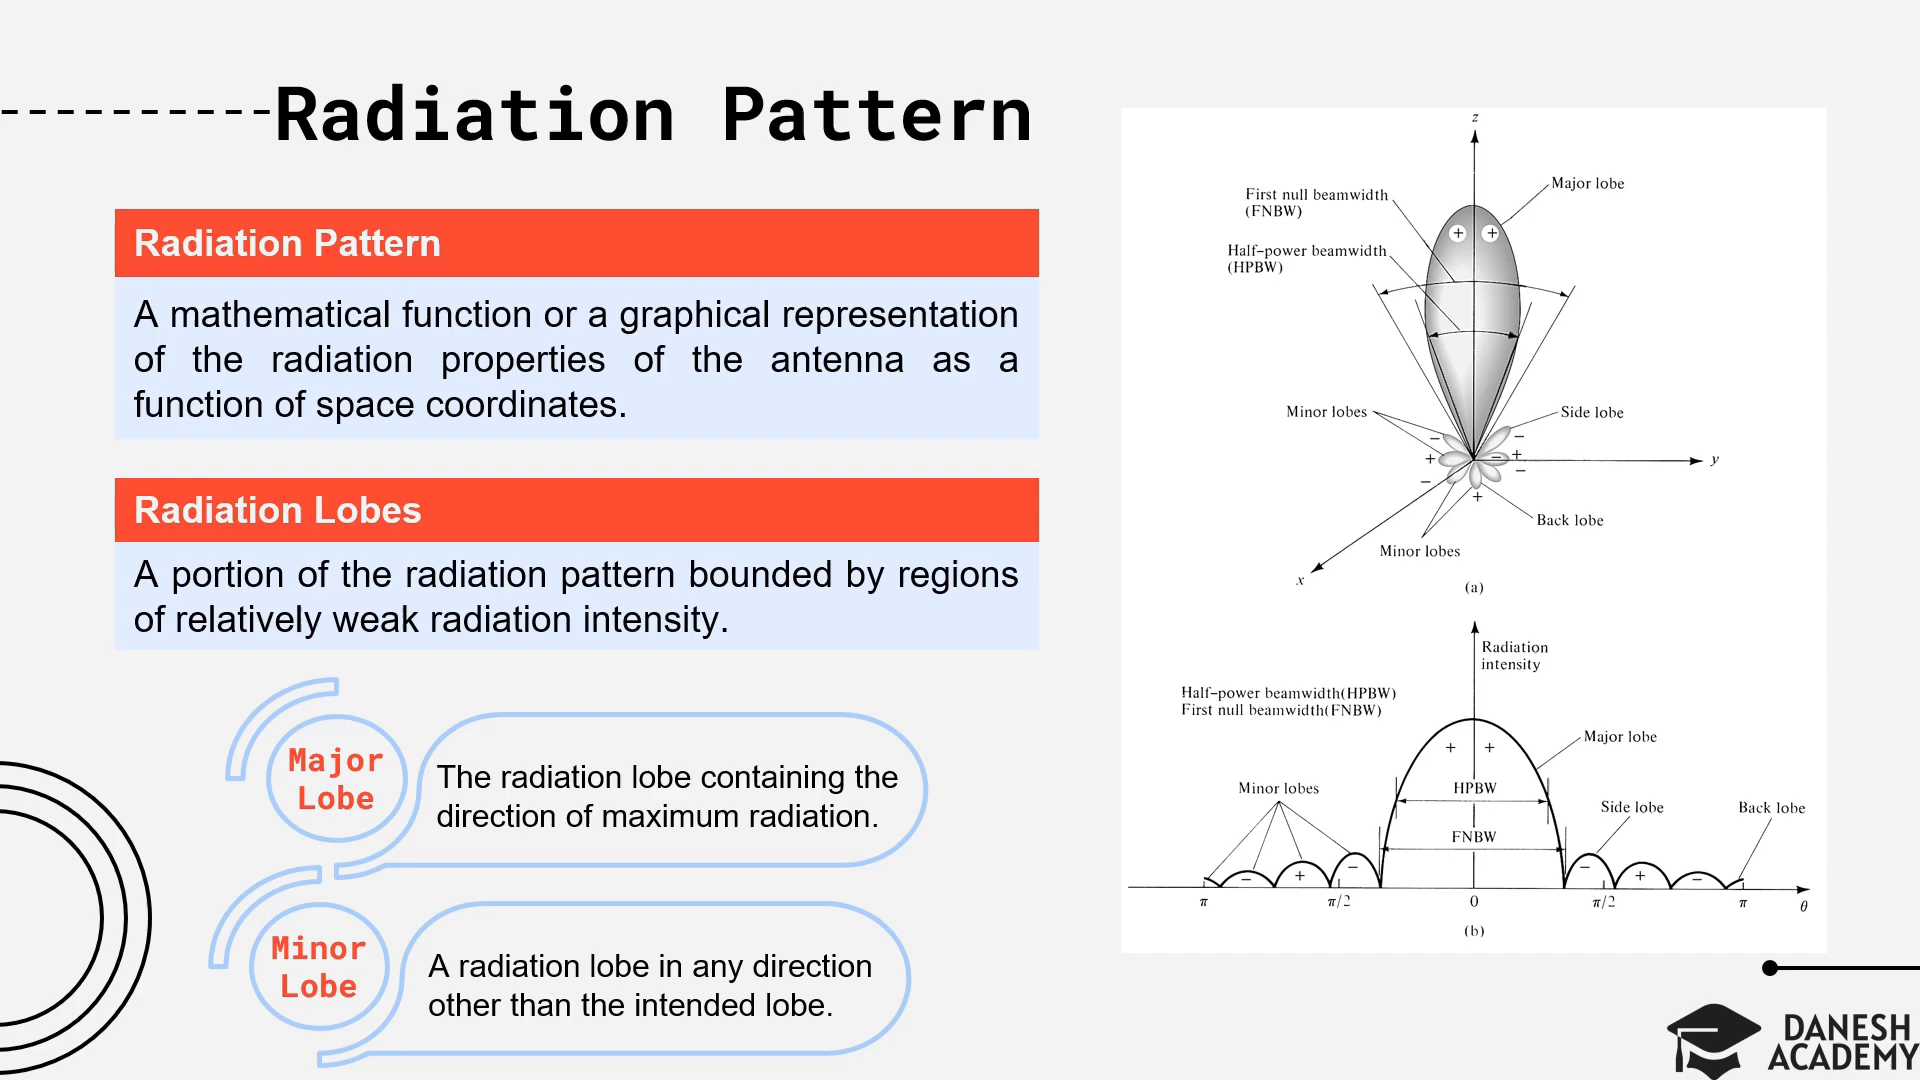 Radiation Pattern
Radiation Pattern
A mathematical function or a graphical representation
of the radiation properties of the antenna as a
function of space coordinates.
Radiation Lobes
A portion of the radiation pattern bounded by regions
of relatively weak radiation intensity.
Major
Lobe
The radiation lobe containing the
direction of maximum radiation.
Minor
Lobe
A radiation lobe in any direction
other than the intended lobe.
z
Major lobe
First null beamwidth
(FNBW)
+ +
Half-power beamwidth
(HPBW)
Minor lobes
Side lobe
− −
+ − + y
− −
+
Back lobe
Minor lobes
x
(a)
Radiation
intensity
Half-power beamwidth(HPBW)
First null beamwidth(FNBW)
Major lobe
+ +
Minor lobes
HPBW
Side lobe
Back lobe
FNBW
− + − − + −
π π/2 0 π/2 π θ
(b)
DANESH
ACADEMY